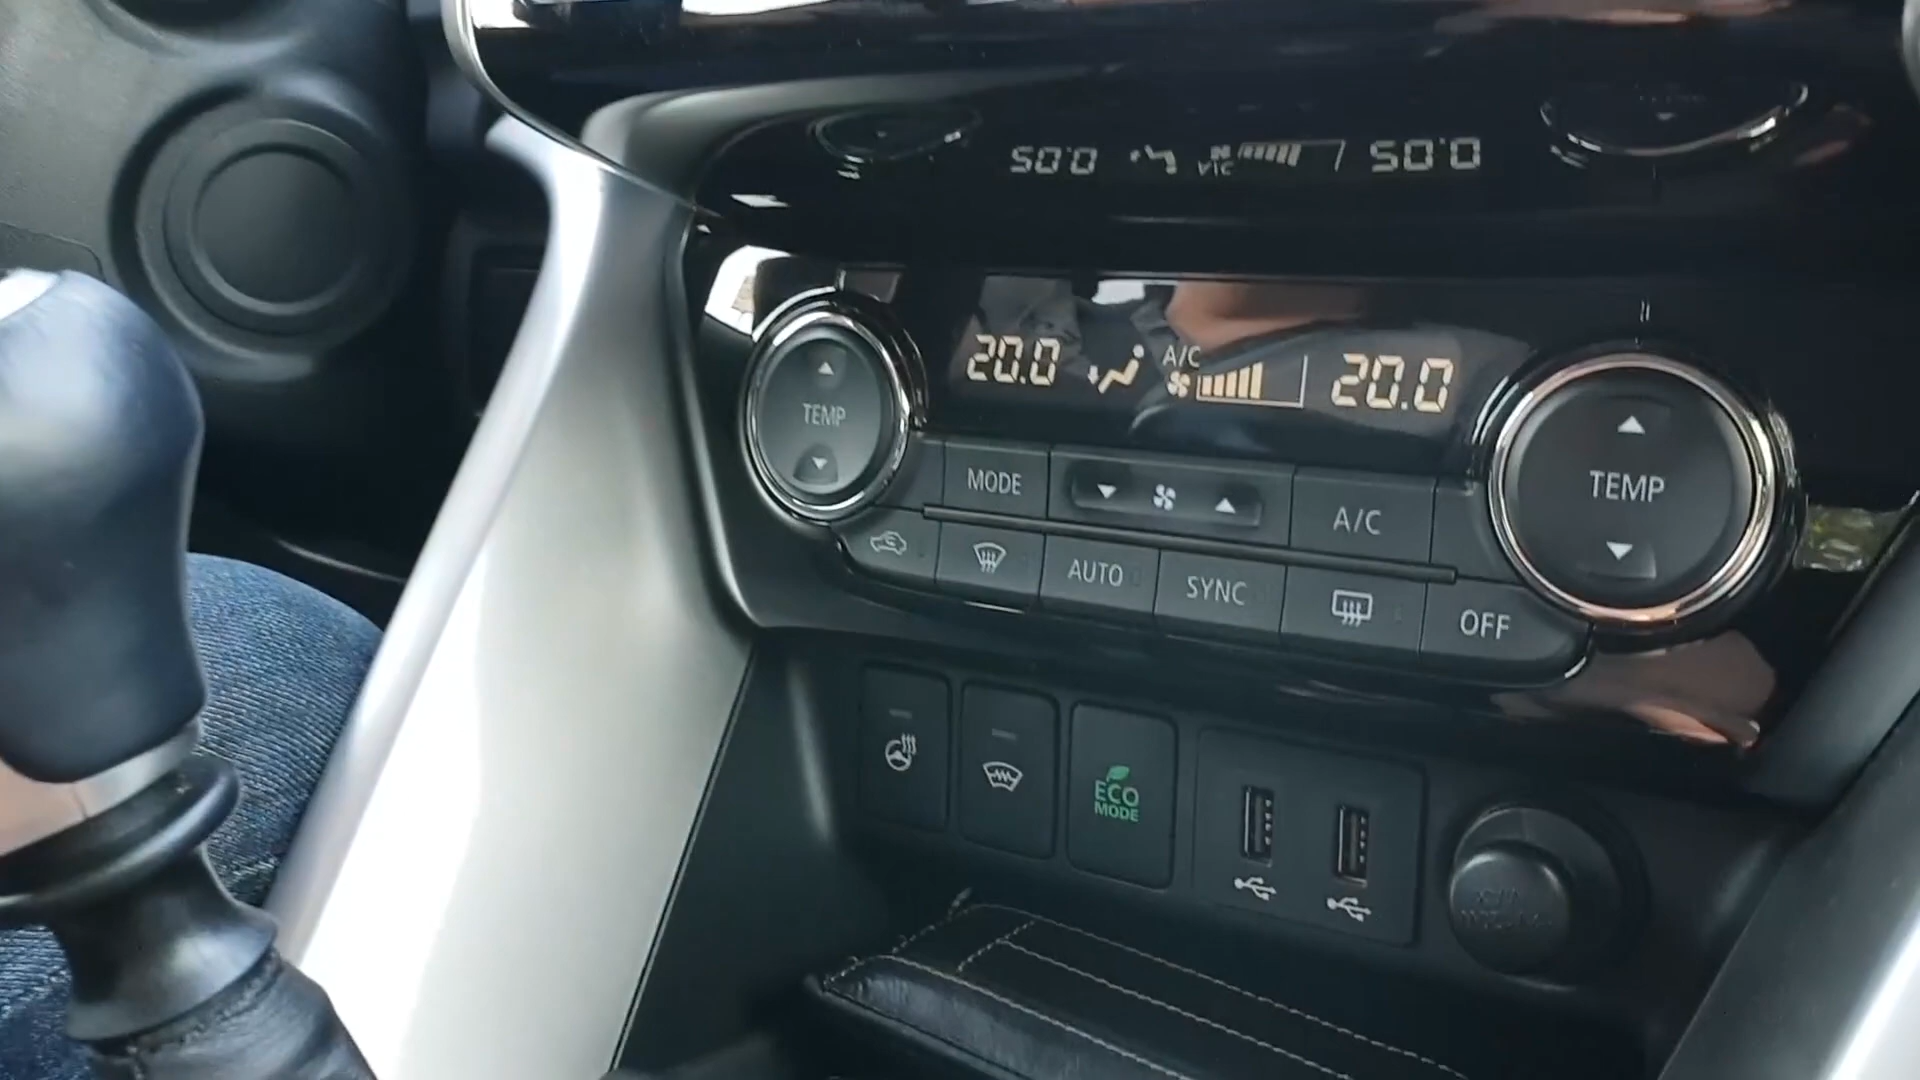 20.0 A/C 20.0
TEMP
TEMP
MODE
A/C
AUTO
SYNC
OFF
ECO
MODE